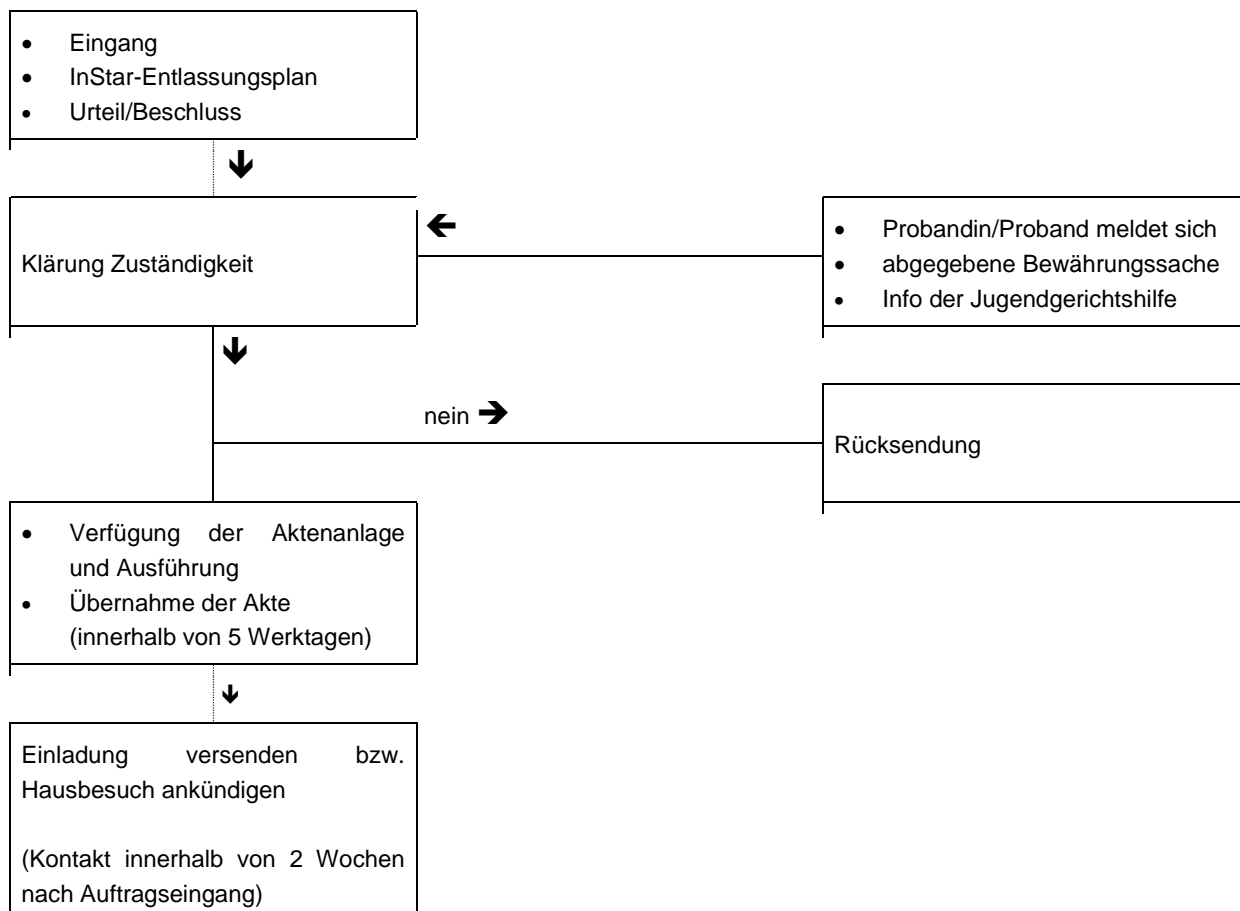 • Eingang
• InStar-Entlassungsplan
• Urteil/Beschluss
Klärung Zuständigkeit
• Probandin/Proband meldet sich
• abgegebene Bewährungssache
• Info der Jugendgerichtshilfe
nein
Rücksendung
• Verfügung der Aktenanlage
und Ausführung
• Übernahme der Akte
(innerhalb von 5 Werktagen)
Einladung versenden bzw.
Hausbesuch ankündigen
(Kontakt innerhalb von 2 Wochen
nach Auftragseingang)